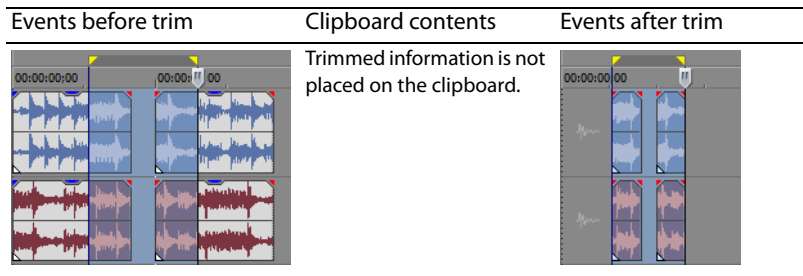 Events before trim
Clipboard contents
Events after trim
Trimmed information is not
placed on the clipboard.
00:00:00;00
00:00:
00
00:00:00
00